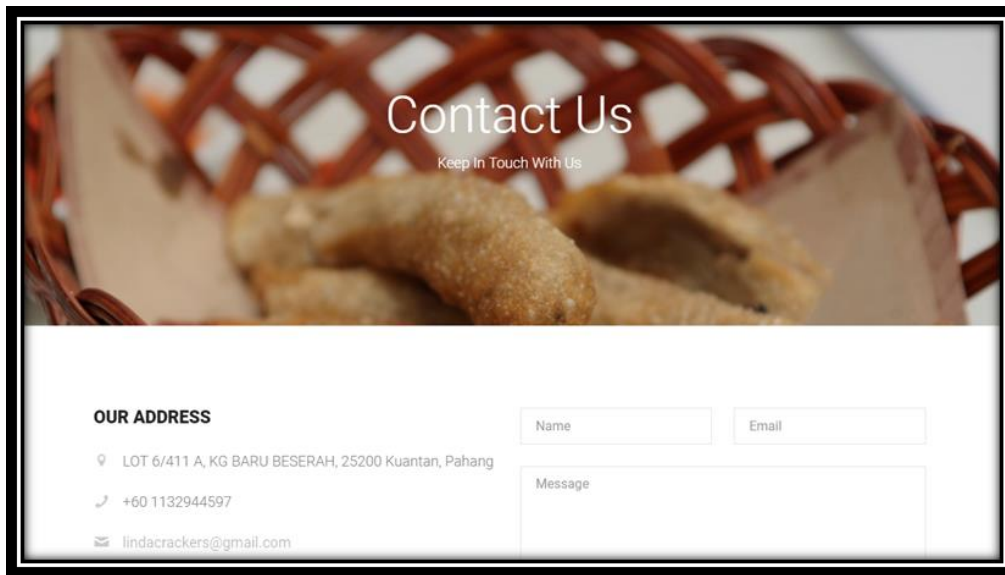 Contact Us
Keep In Touch With Us
OUR ADDRESS
LOT 6/411 A, KG BARU BESERAH, 25200 Kuantan, Pahang
+60 1132944597
lindacrackers@gmail.com
Name
Email
Message